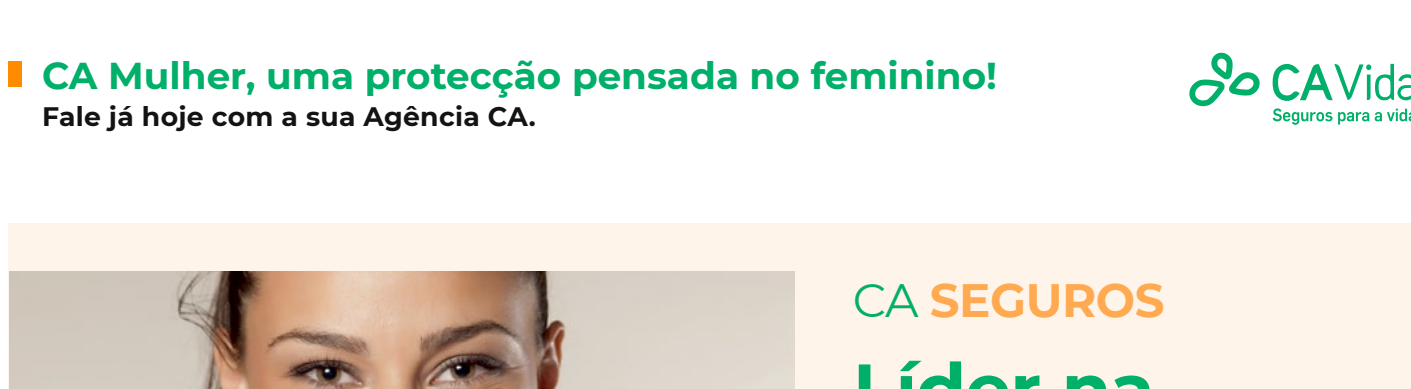 CA Mulher, uma protecção pensada no feminino!
Fale já hoje com a sua Agência CA.
CA Vida
Seguros para a vida
CA SEGUROS
Líder na